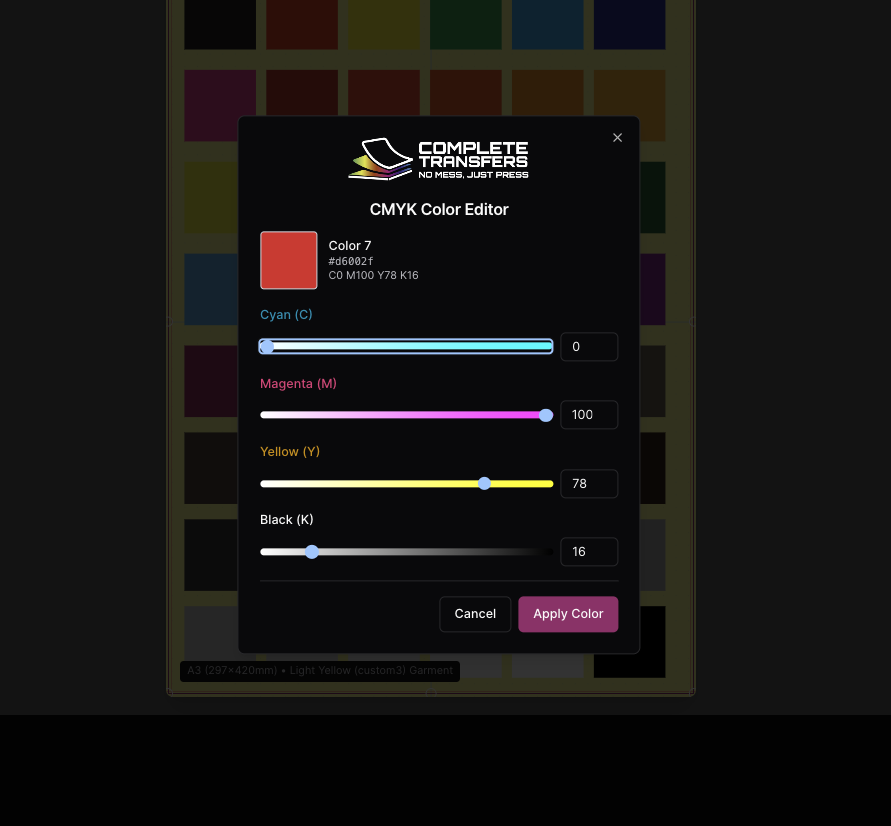 COMPLETE
TRANSFERS
NO MESS, JUST PRESS
CMYK Color Editor
Color 7
#d6002f
C0 M100 Y78 K16
Cyan (C)
0
Magenta (M)
100
Yellow (Y)
78
Black (K)
16
Cancel
Apply Color
A3 (297×420mm) • Light Yellow (custom3) Garment